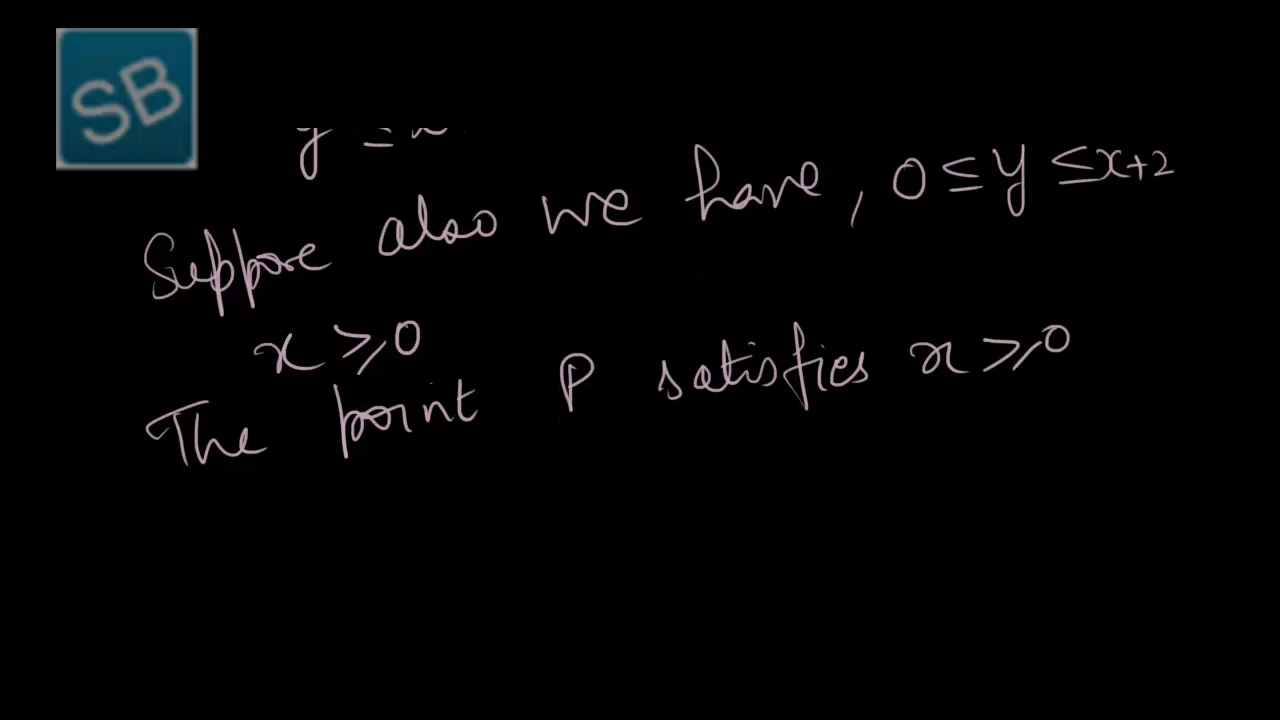 SB
y ≤ x
Suppose also we have, 0 ≤ y ≤ x+2
x ⩾ 0
The point P satisfies x ⩾ 0